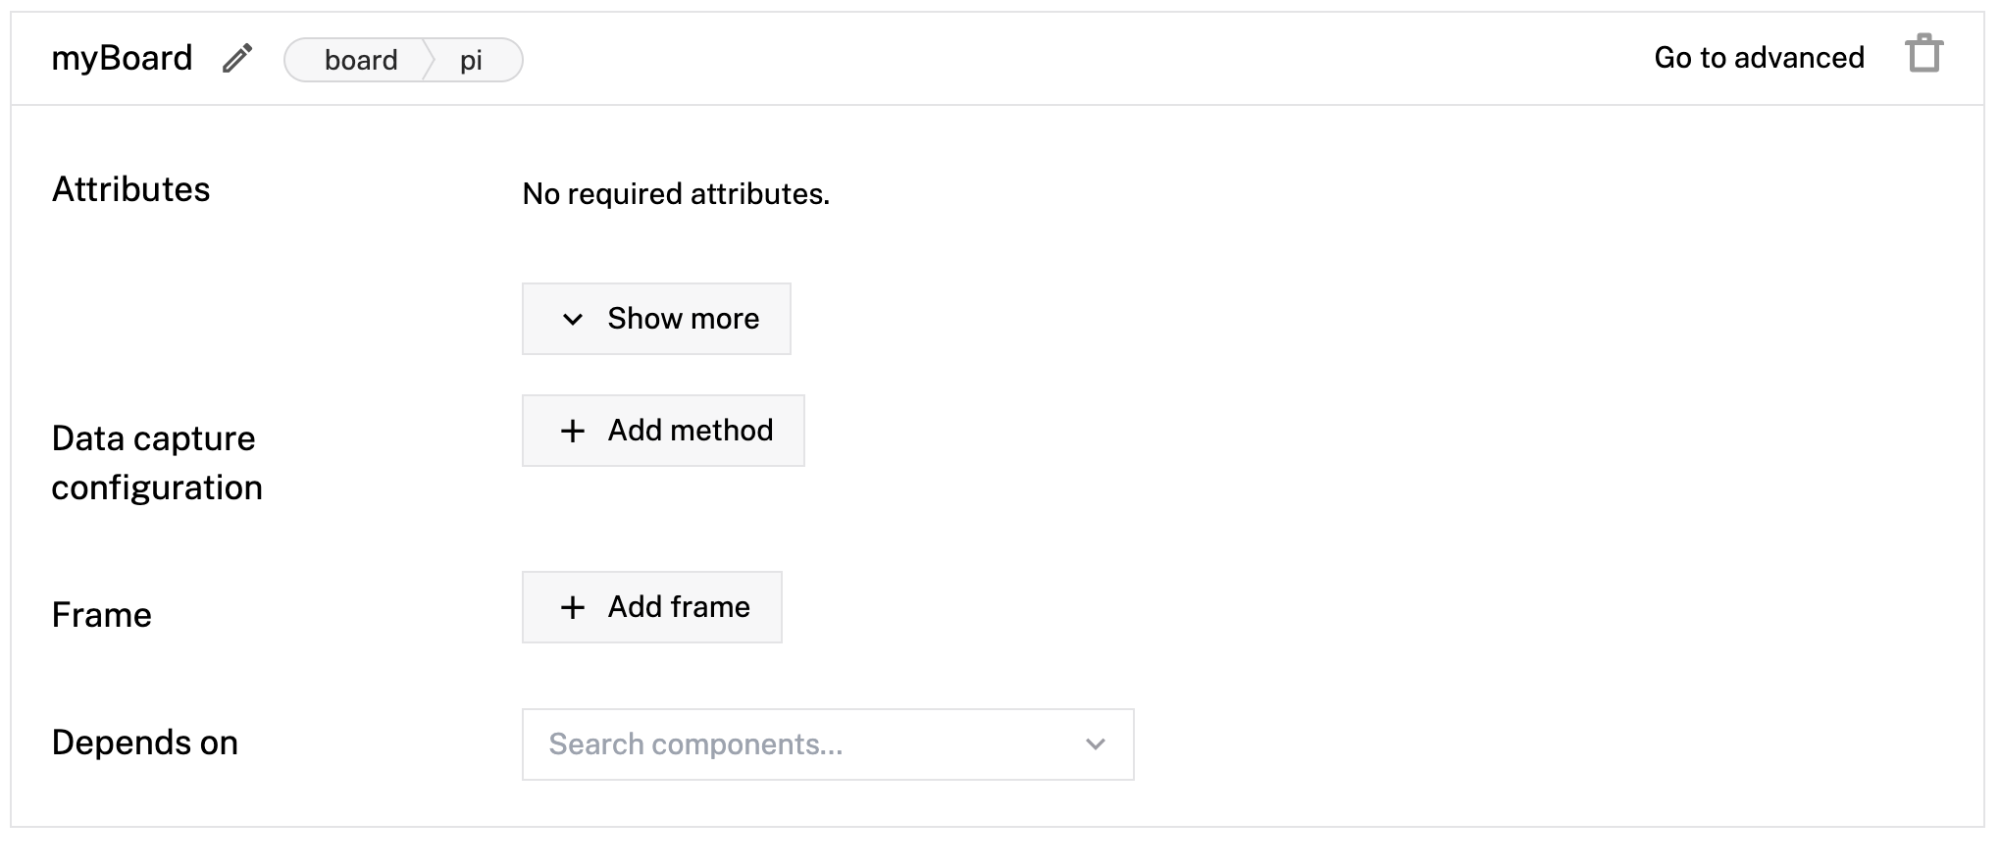 myBoard board pi Go to advanced
Attributes No required attributes.
Show more
Data capture
configuration
Add method
Frame Add frame
Depends on Search components...